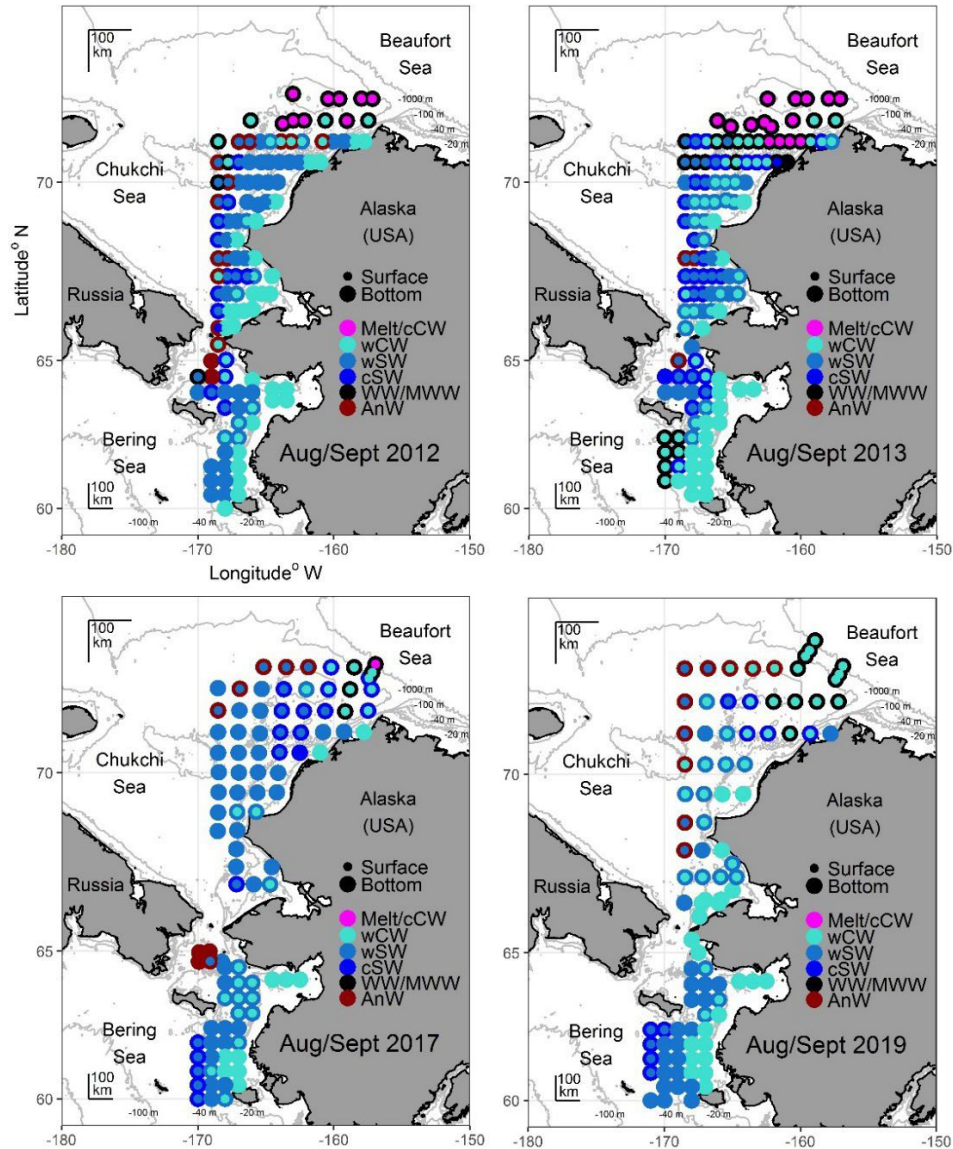 100
km
Beaufort
Sea
-1000 m
-100 m
-40 m
-20 m
Chukchi
Sea
70
Alaska
(USA)
Latitude° N
Russia
Surface
Bottom
Melt/cCW
wCW
wSW
cSW
WW/MWW
AnW
65
Bering
Sea
Aug/Sept 2012
100
km
60
-100 m
-40 m
-20 m
-180
-170
-160
-150
Longitude° W
100
km
Beaufort
Sea
-1000 m
-100 m
-40 m
-20 m
Chukchi
Sea
70
Alaska
(USA)
Russia
Surface
Bottom
Melt/cCW
wCW
wSW
cSW
WW/MWW
AnW
65
Bering
Sea
Aug/Sept 2013
100
km
60
-100 m
-40 m
-20 m
-180
-170
-160
-150
100
km
Beaufort
Sea
-1000 m
-100 m
-40 m
-20 m
Chukchi
Sea
70
Alaska
(USA)
Russia
Surface
Bottom
Melt/cCW
wCW
wSW
cSW
WW/MWW
AnW
65
Bering
Sea
Aug/Sept 2017
100
km
60
-100 m
-40 m
-20 m
-180
-170
-160
-150
100
km
Beaufort
Sea
-1000 m
-100 m
-40 m
-20 m
Chukchi
Sea
70
Alaska
(USA)
Russia
Surface
Bottom
Melt/cCW
wCW
wSW
cSW
WW/MWW
AnW
65
Bering
Sea
Aug/Sept 2019
100
km
60
-100 m
-40 m
-20 m
-180
-170
-160
-150